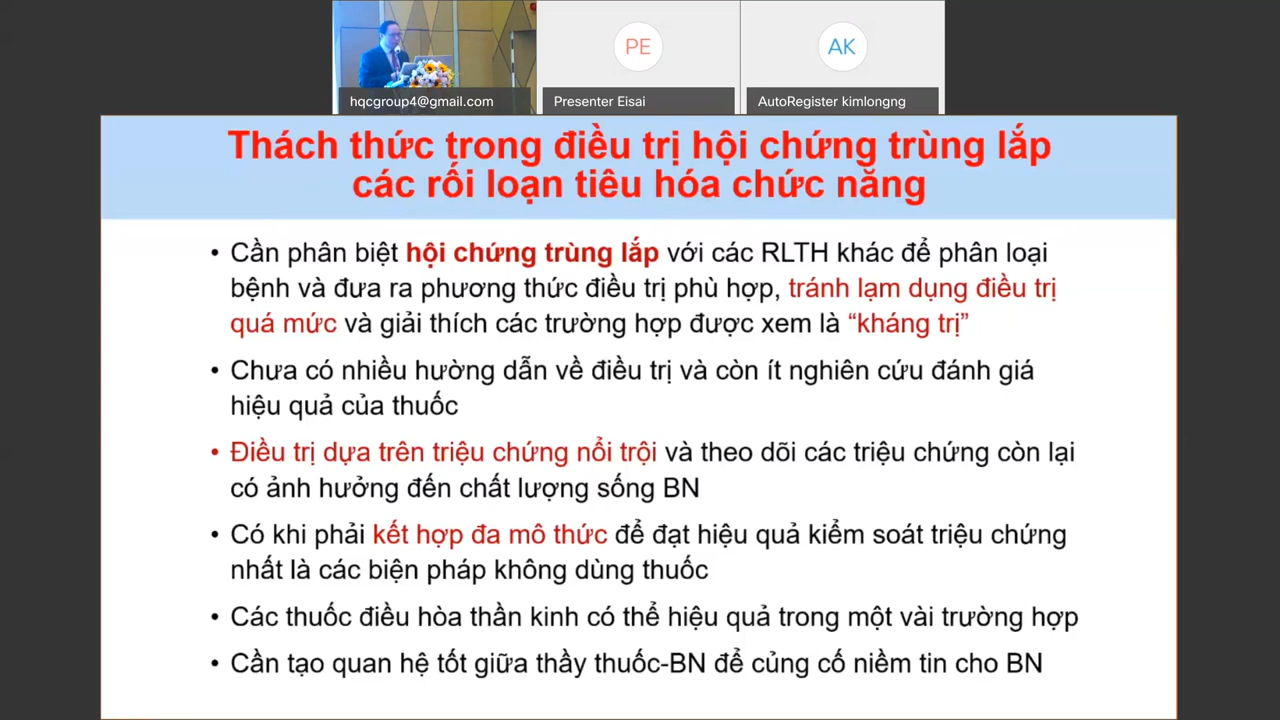 PE
AK
hqcgroup4@gmail.com
Presenter Eisai
AutoRegister kimlongng
Thách thức trong điều trị hội chứng trùng lắp
các rối loạn tiêu hóa chức năng
• Cần phân biệt hội chứng trùng lắp với các RLTH khác để phân loại
bệnh và đưa ra phương thức điều trị phù hợp, tránh lạm dụng điều trị
quá mức và giải thích các trường hợp được xem là “kháng trị”
• Chưa có nhiều hường dẫn về điều trị và còn ít nghiên cứu đánh giá
hiệu quả của thuốc
• Điều trị dựa trên triệu chứng nổi trội và theo dõi các triệu chứng còn lại
có ảnh hưởng đến chất lượng sống BN
• Có khi phải kết hợp đa mô thức để đạt hiệu quả kiểm soát triệu chứng
nhất là các biện pháp không dùng thuốc
• Các thuốc điều hòa thần kinh có thể hiệu quả trong một vài trường hợp
• Cần tạo quan hệ tốt giữa thầy thuốc-BN để củng cố niềm tin cho BN